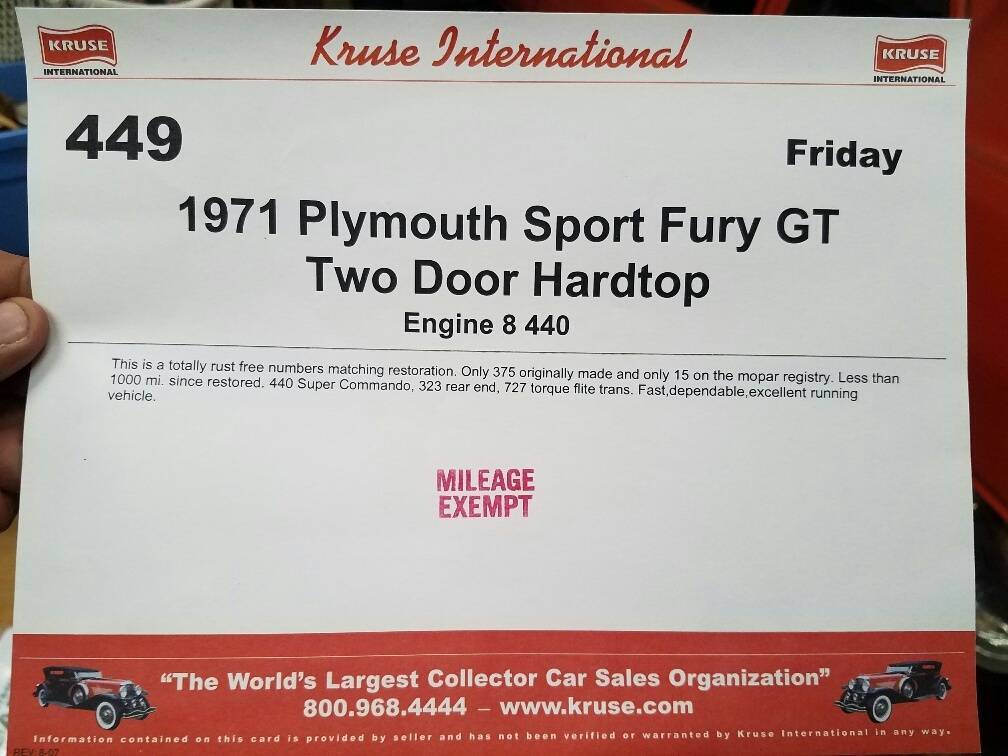 KRUSE
INTERNATIONAL
Kruse International
KRUSE
INTERNATIONAL
449
Friday
1971 Plymouth Sport Fury GT
Two Door Hardtop
Engine 8 440
This is a totally rust free numbers matching restoration. Only 375 originally made and only 15 on the mopar registry. Less than
1000 mi. since restored. 440 Super Commando, 323 rear end, 727 torque flite trans. Fast,dependable,excellent running
vehicle.
MILEAGE
EXEMPT
“The World’s Largest Collector Car Sales Organization”
800.968.4444 – www.kruse.com
Information contained on this card is provided by seller and has not been verified or warranted by Kruse International in any way.
REV: 8-07